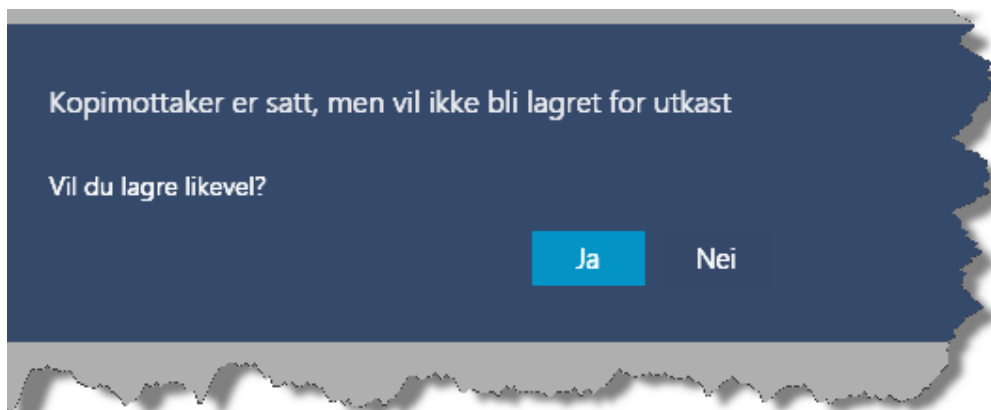 Kopimottaker er satt, men vil ikke bli lagret for utkast
Vil du lagre likevel?
Ja Nei